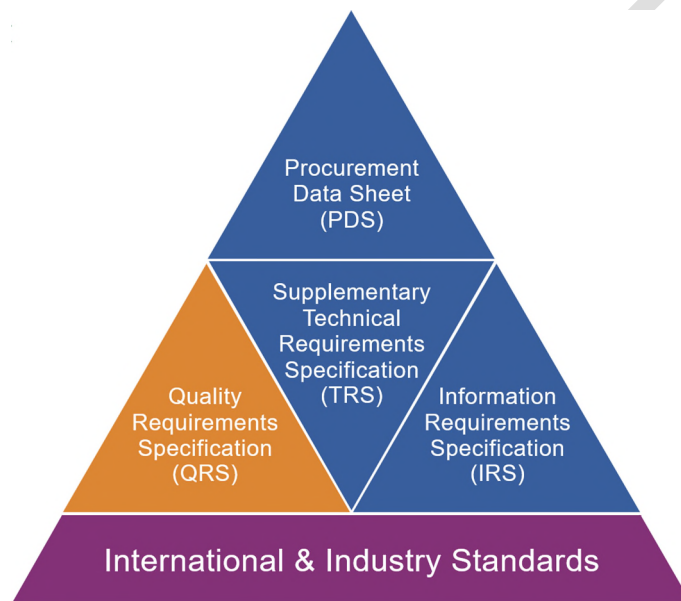 Procurement
Data Sheet
(PDS)
Supplementary
Technical
Requirements
Specification
(TRS)
Quality
Requirements
Specification
(QRS)
Information
Requirements
Specification
(IRS)
International & Industry Standards